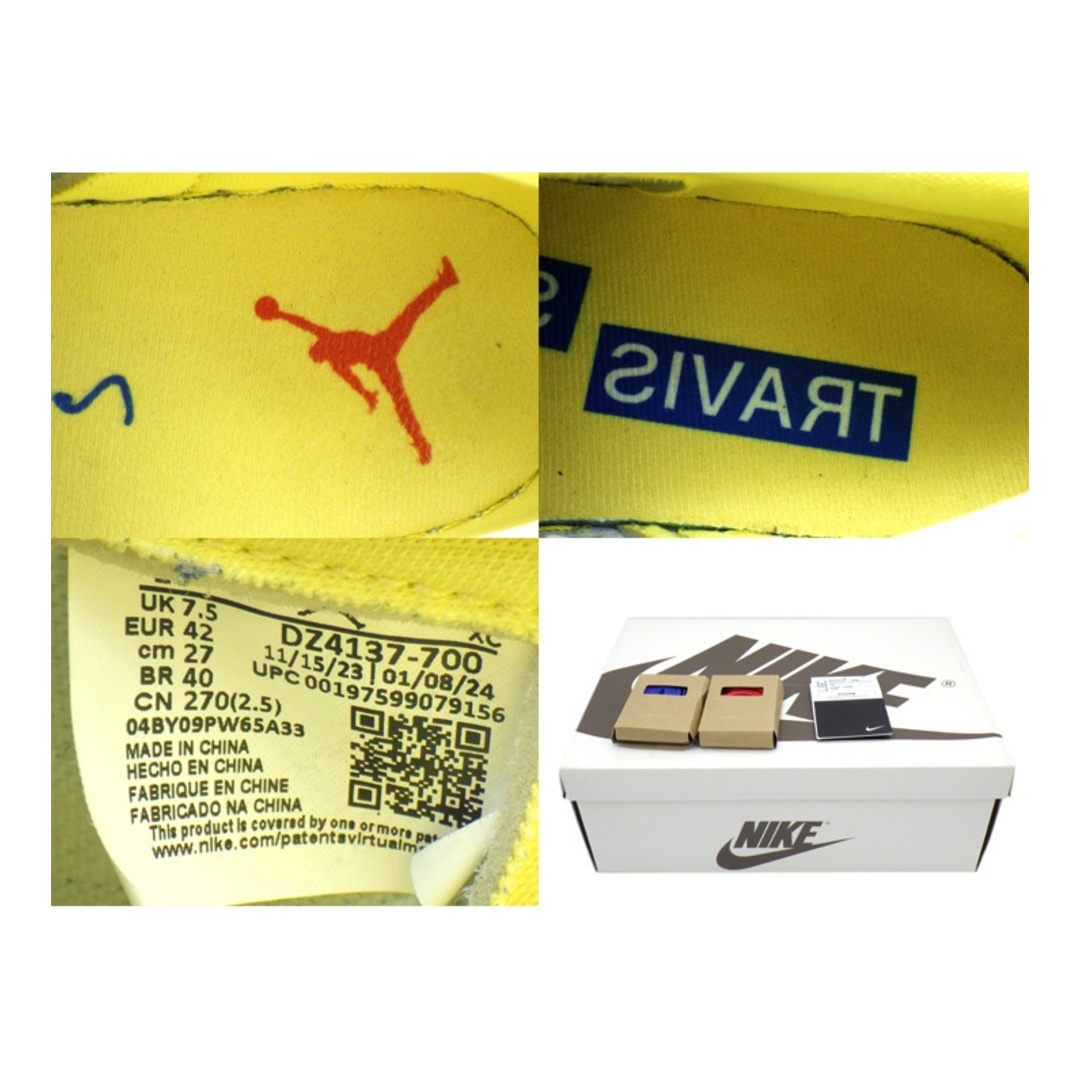 S
TRAVIS
UK 7.5
EUR 42
cm 27
BR 40
CN 270(2.5)
DZ4137-700
11/15/23 | 01/08/24
UPC 00197599079156
04BY09PW65A33
MADE IN CHINA
HECHO EN CHINA
FABRIQUE EN CHINE
FABRICADO NA CHINA
This product is covered by one or more
www.nike.com/patentsvirtual
NIKE ®
NIKE